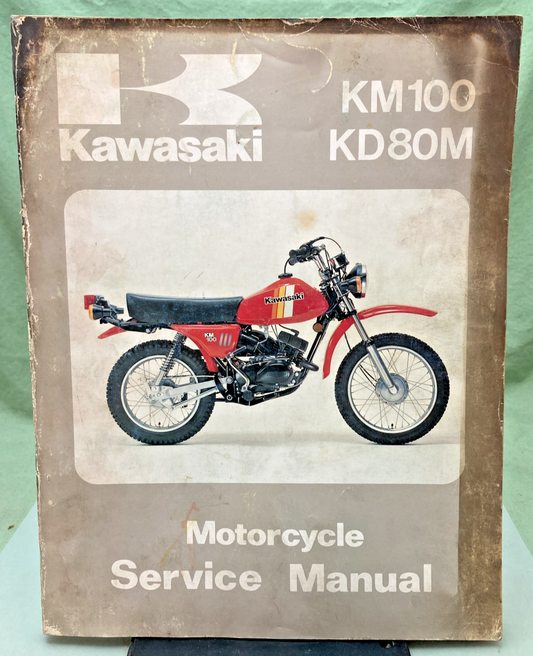 Kawasaki
KM100
KD80M
Kawasaki
KM
100
Motorcycle
Service Manual